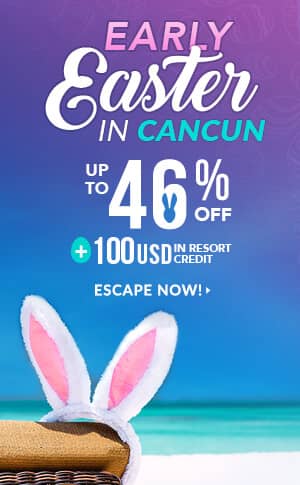 EARLY
Easter
IN CANCUN
UP TO 46% OFF
+ 100 USD IN RESORT CREDIT
ESCAPE NOW!